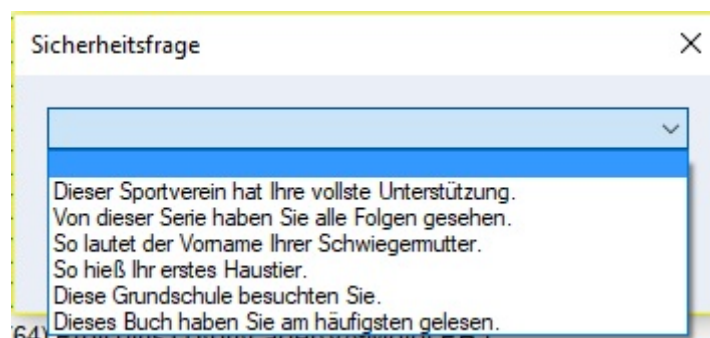 Sicherheitsfrage
Dieser Sportverein hat Ihre vollste Unterstützung.
Von dieser Serie haben Sie alle Folgen gesehen.
So lautet der Vorname Ihrer Schwiegermutter.
So hieß Ihr erstes Haustier.
Diese Grundschule besuchten Sie.
Dieses Buch haben Sie am häufigsten gelesen.
64)